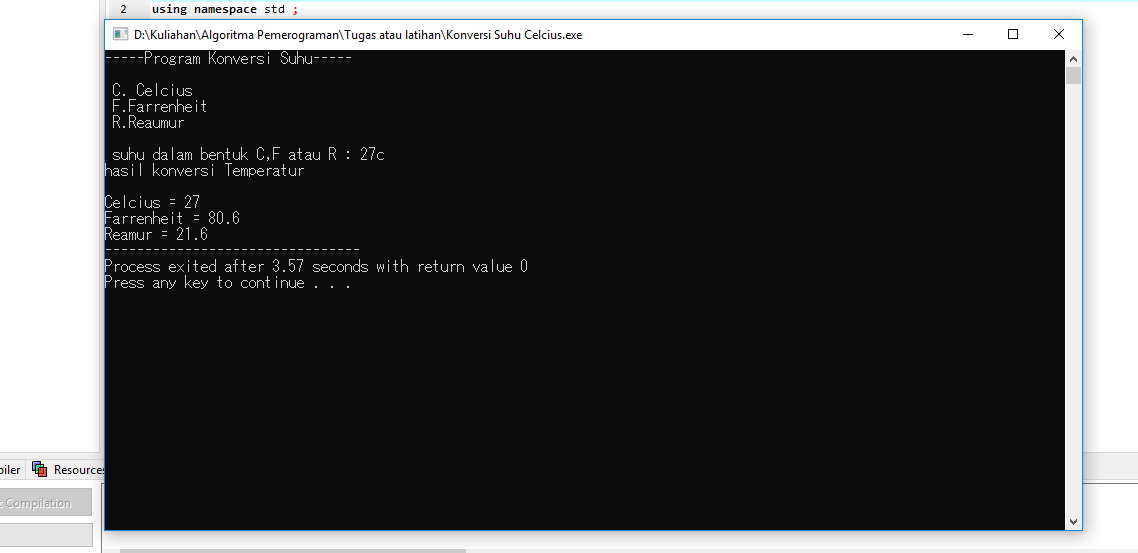 2 using namespace std ;
D:\Kuliahan\Algoritma Pemerograman\Tugas atau latihan\Konversi Suhu Celcius.exe
-----Program Konversi Suhu-----
C. Celcius
F.Farrenheit
R.Reaumur
suhu dalam bentuk C,F atau R : 27c
hasil konversi Temperatur
Celcius = 27
Farrenheit = 80.6
Reamur = 21.6
--------------------------------
Process exited after 3.57 seconds with return value 0
Press any key to continue . . .
piler Resources
t Compilation